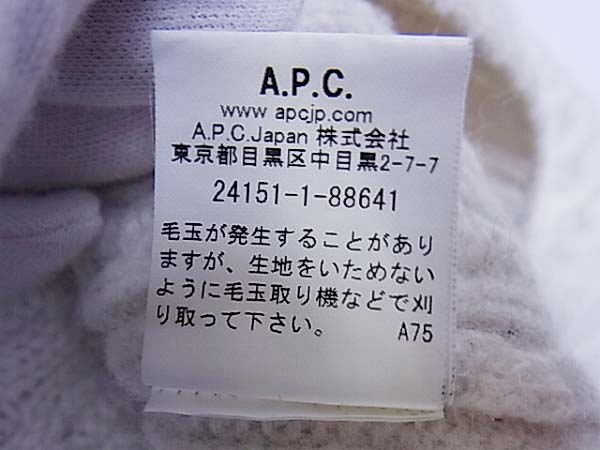 A.P.C.
www.apcjp.com
A.P.C.Japan 株式会社
東京都目黒区中目黒2-7-7
24151-1-88641
毛玉が発生することがあり
ますが、生地をいためない
ように毛玉取り機などで刈
り取って下さい。 A75